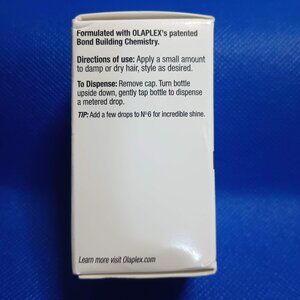 Formulated with OLAPLEX's patented
Bond Building Chemistry.
Directions of use: Apply a small amount
to damp or dry hair, style as desired.
To Dispense: Remove cap. Turn bottle
upside down, gently tap bottle to dispense
a metered drop.
TIP: Add a few drops to Nº6 for incredible shine.
Learn more visit Olaplex.com